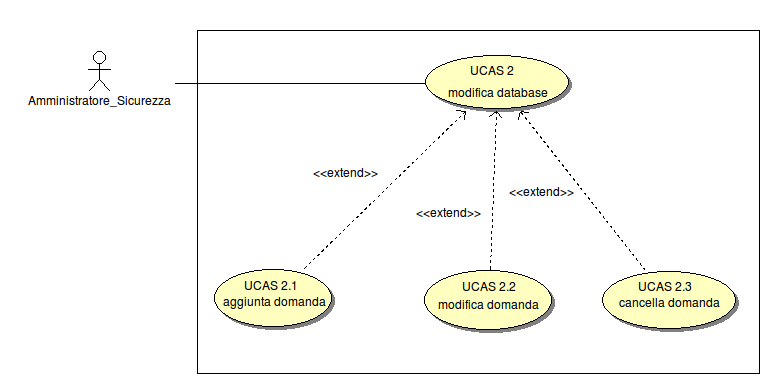 UCAS 2
modifica database
Amministratore_Sicurezza
<<extend>>
<<extend>>
<<extend>>
UCAS 2.1
aggiunta domanda
UCAS 2.2
modifica domanda
UCAS 2.3
cancella domanda